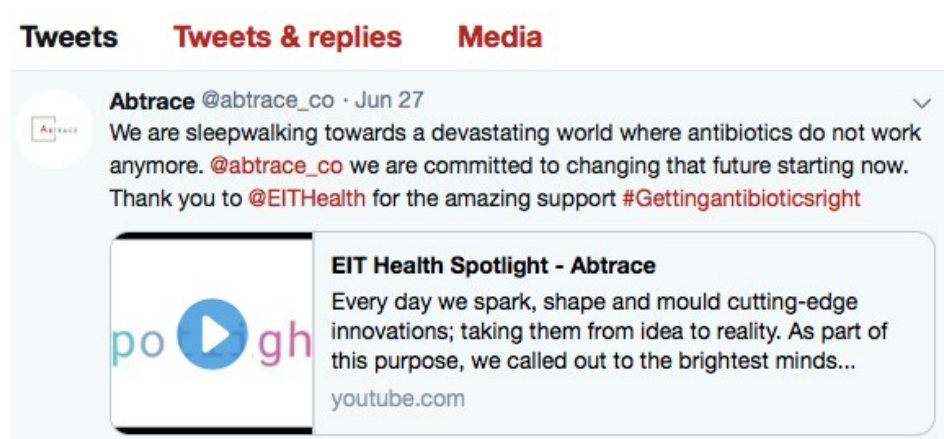 Tweets Tweets & replies Media
Abtrace @abtrace_co · Jun 27
ABTRACE
We are sleepwalking towards a devastating world where antibiotics do not work
anymore. @abtrace_co we are committed to changing that future starting now.
Thank you to @EITHealth for the amazing support #Gettingantibioticsright
EIT Health Spotlight - Abtrace
Every day we spark, shape and mould cutting-edge
innovations; taking them from idea to reality. As part of
this purpose, we called out to the brightest minds...
youtube.com